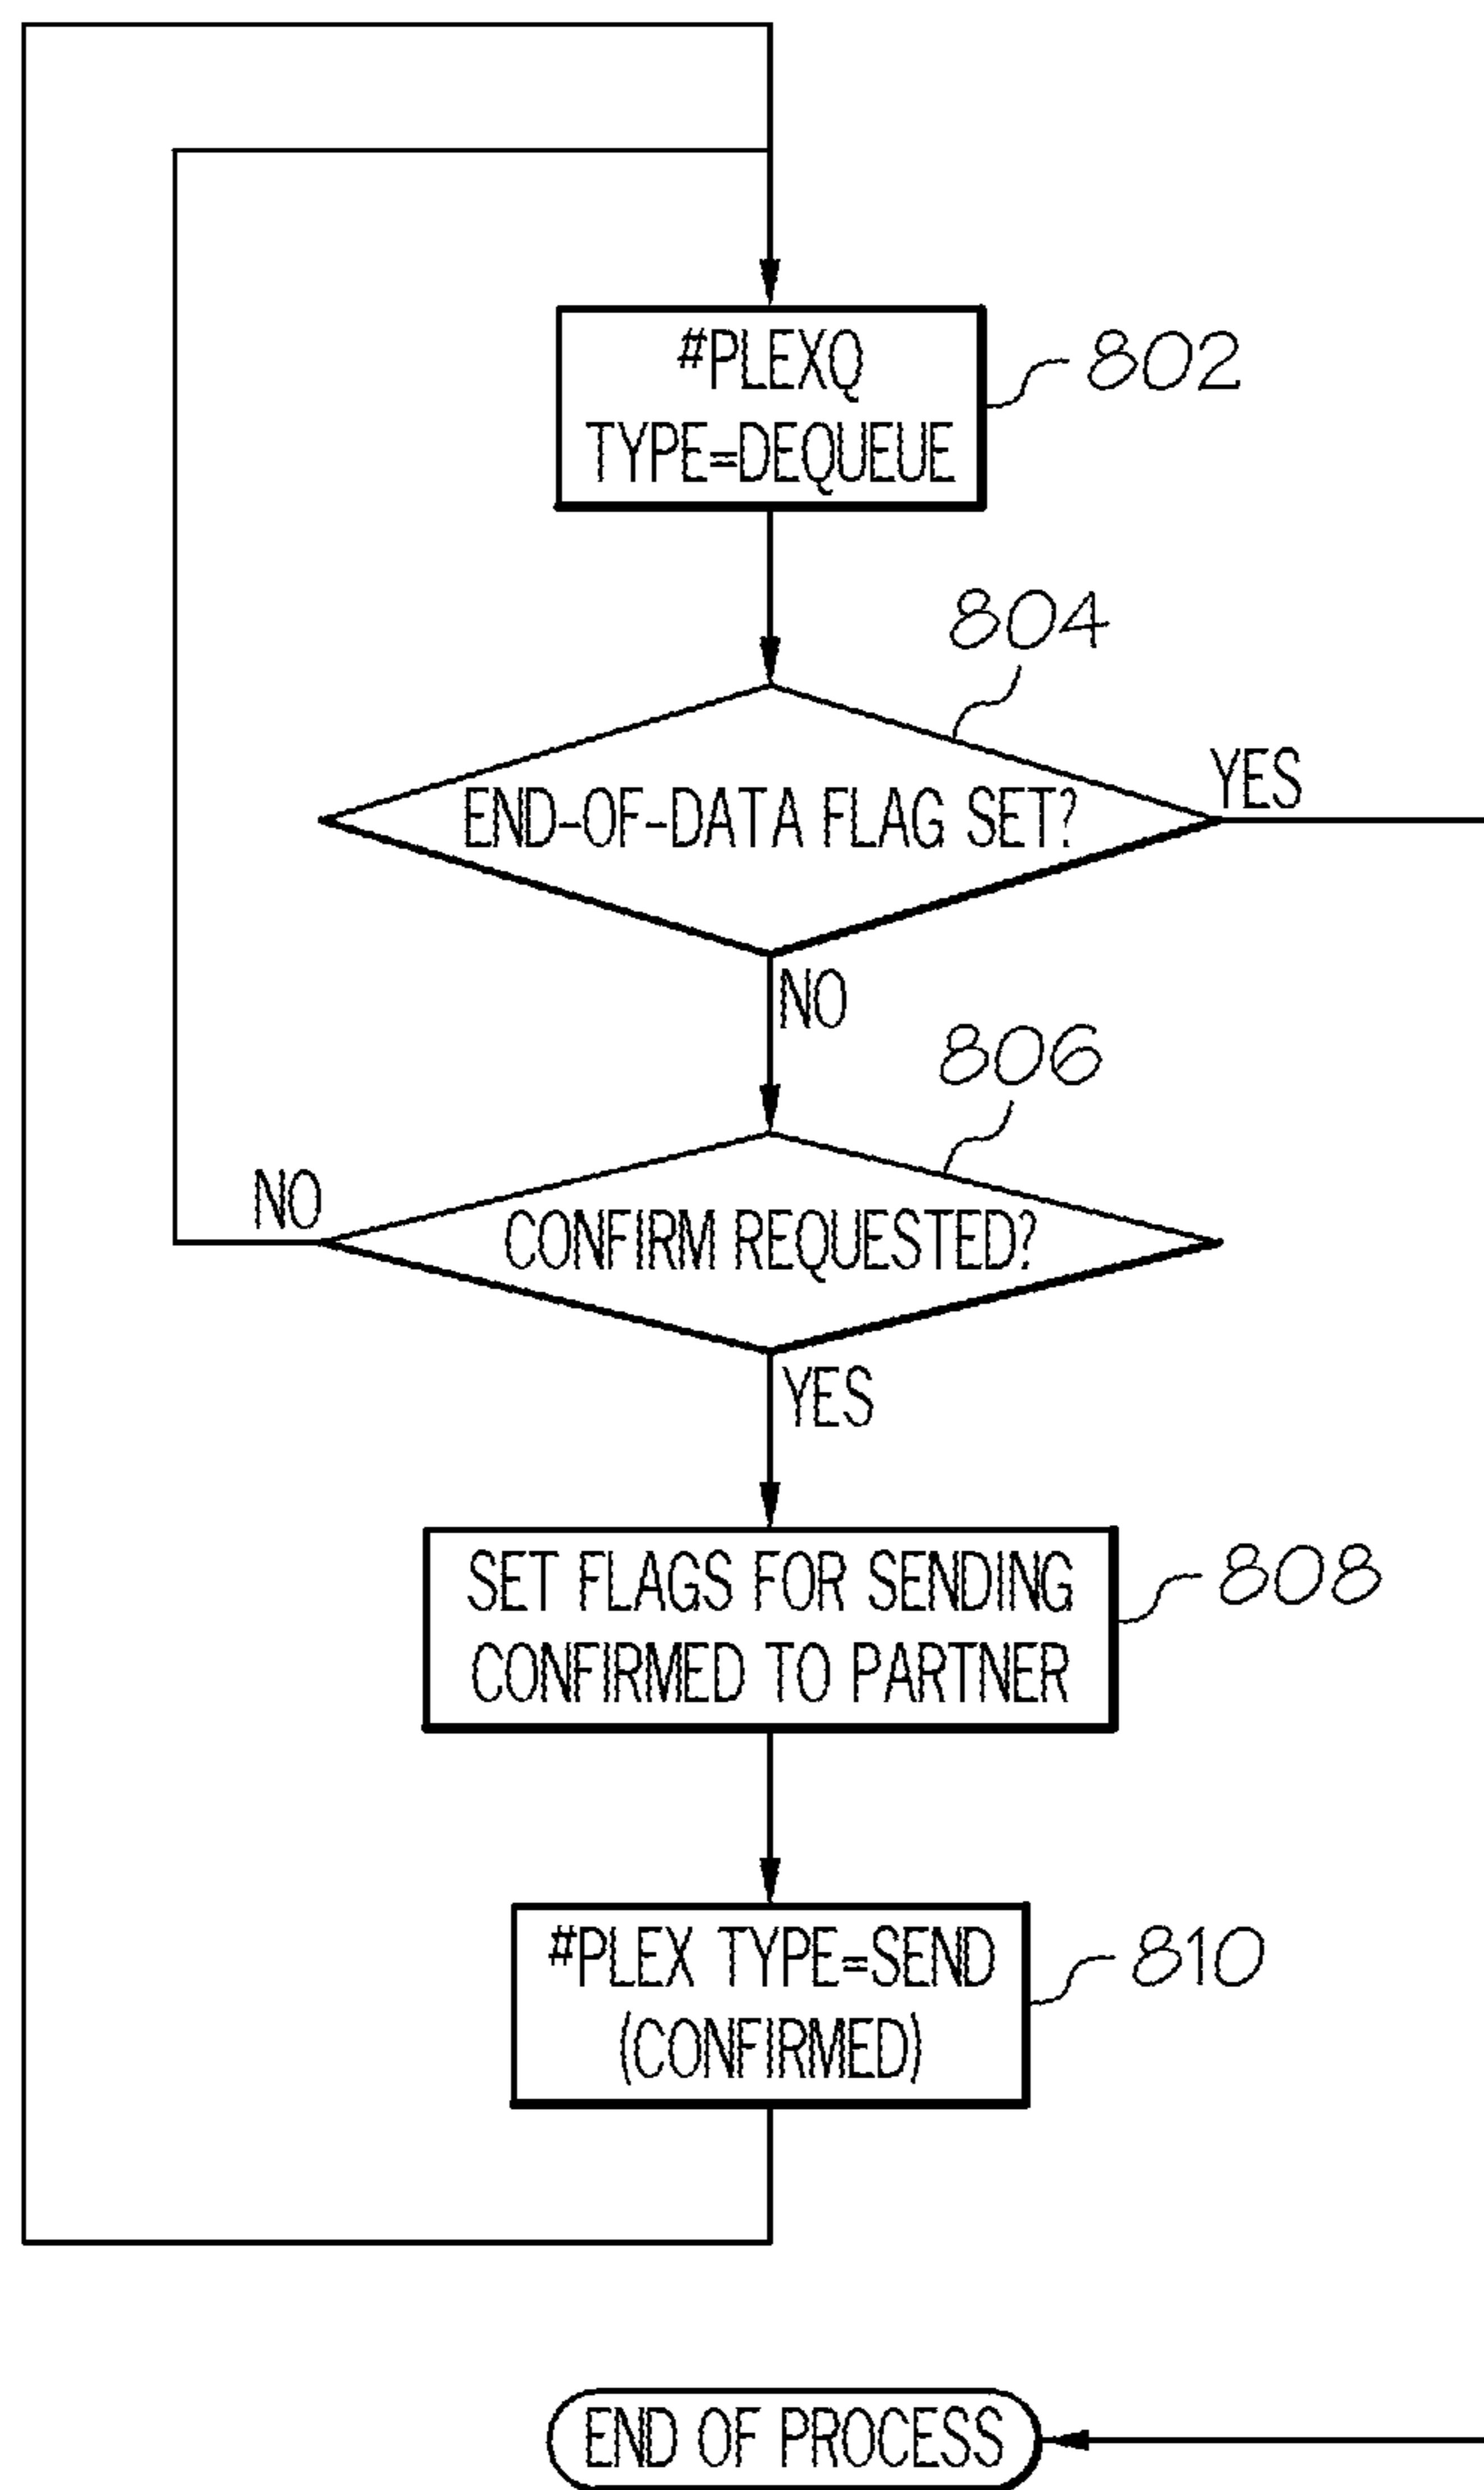 #PLEXQ
TYPE=DEQUEUE
802
804
END-OF-DATA FLAG SET?
YES
NO
806
NO
CONFIRM REQUESTED?
YES
SET FLAGS FOR SENDING
CONFIRMED TO PARTNER
808
#PLEX TYPE=SEND
(CONFIRMED)
810
END OF PROCESS